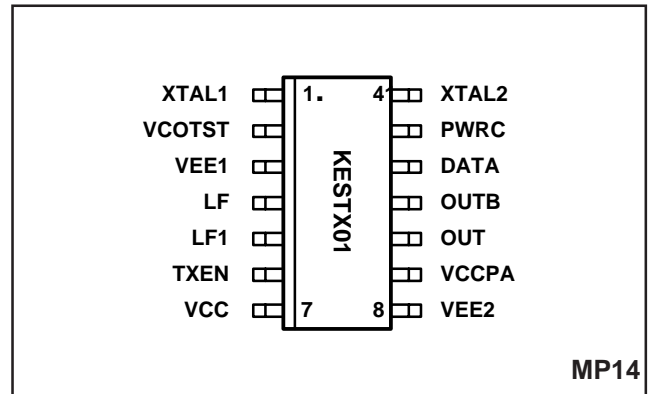 XTAL1 1. 41 XTAL2
VCOTST PWRC
VEE1 DATA
LF OUTB
LF1 OUT
TXEN VCCPA
VCC 7 8 VEE2
KESTX01
MP14